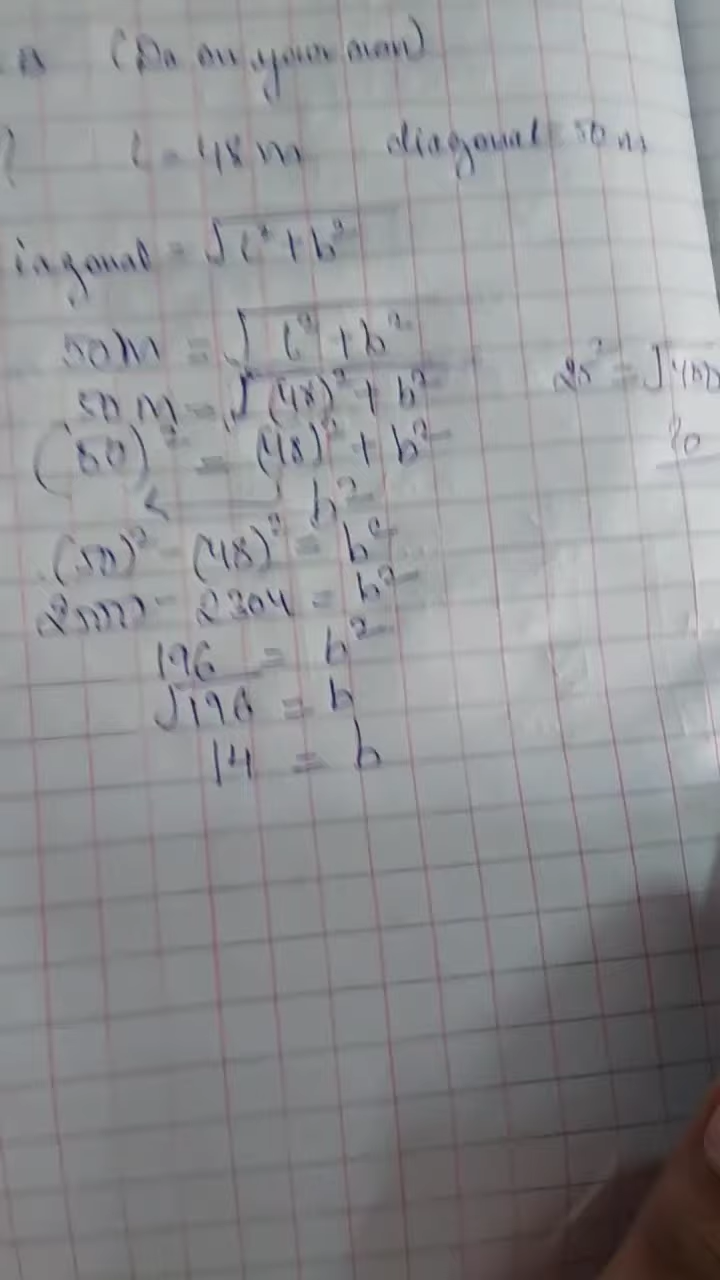 (Do on your own)
l = 48 m diagonal = 50 m
iagonal = √l² + b²
50 m = √l² + b²
50 m = √(48)² + b²
(50)² = (48)² + b²
b²
(50)² - (48)² = b²
2500 - 2304 = b²
196 = b²
√196 = b
14 = b